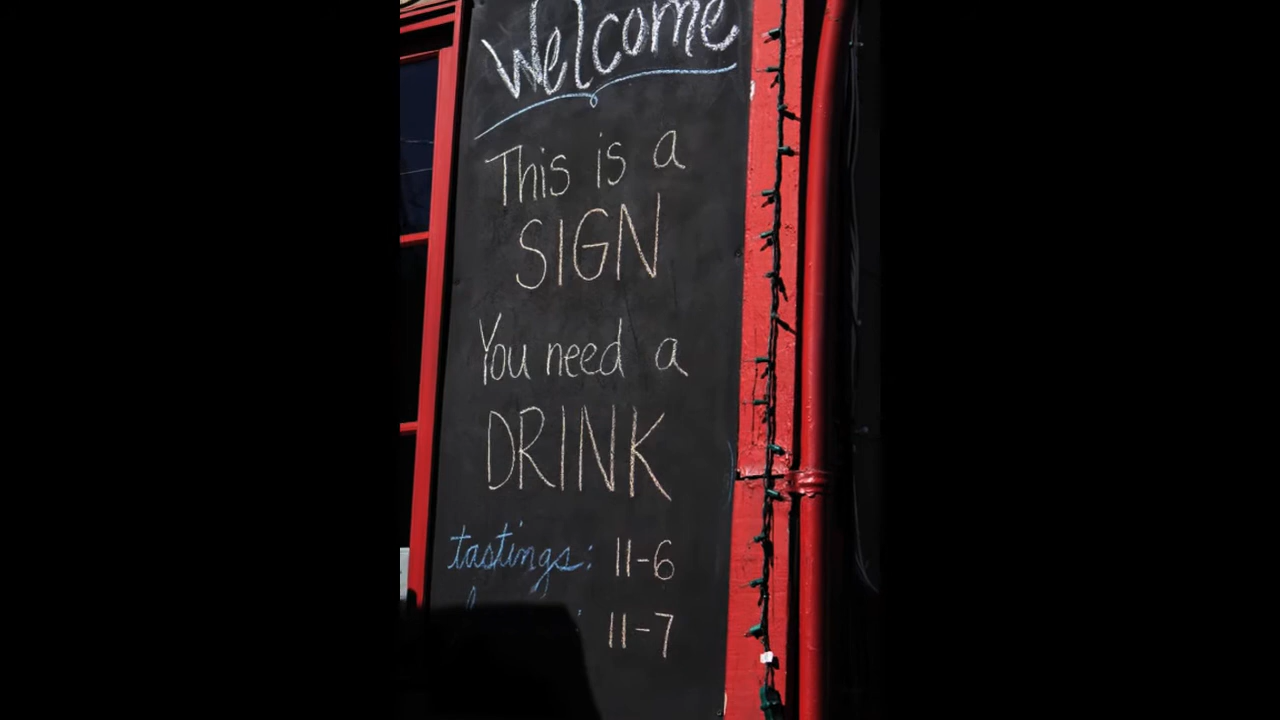 Welcome
This is a
SIGN
You need a
DRINK
tastings: 11-6
: 11-7